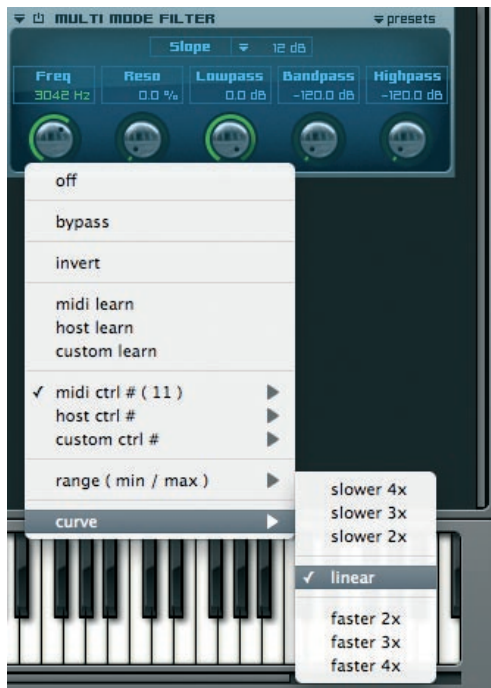 MULTI MODE FILTER presets
Slope 12 dB
Freq Reso Lowpass Bandpass Highpass
3042 Hz 0.0 % 0.0 dB -120.0 dB -120.0 dB
off
bypass
invert
midi learn
host learn
custom learn
✓ midi ctrl # ( 11 )
host ctrl #
custom ctrl #
range ( min / max )
curve
slower 4x
slower 3x
slower 2x
✓ linear
faster 2x
faster 3x
faster 4x